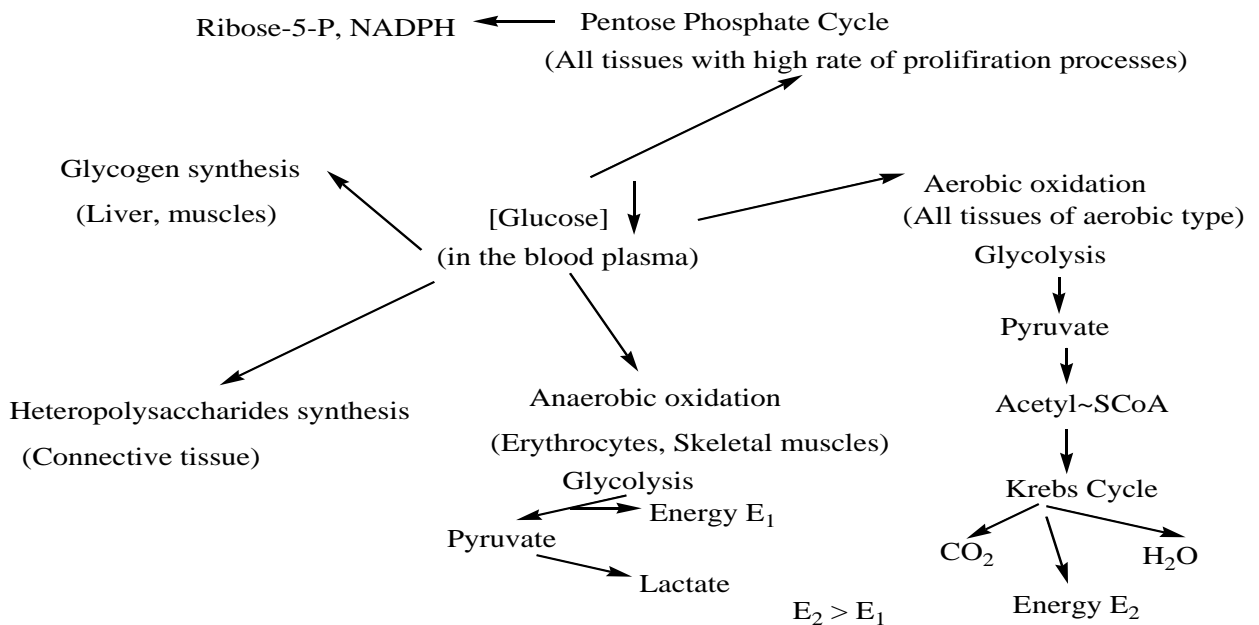 Ribose-5-P, NADPH
Pentose Phosphate Cycle
(All tissues with high rate of prolifiration processes)
Glycogen synthesis
(Liver, muscles)
[Glucose]
(in the blood plasma)
Aerobic oxidation
(All tissues of aerobic type)
Glycolysis
Pyruvate
Acetyl~SCoA
Krebs Cycle
CO₂
H₂O
Energy E₂
Heteropolysaccharides synthesis
(Connective tissue)
Anaerobic oxidation
(Erythrocytes, Skeletal muscles)
Glycolysis
Energy E₁
Pyruvate
Lactate
E₂ > E₁